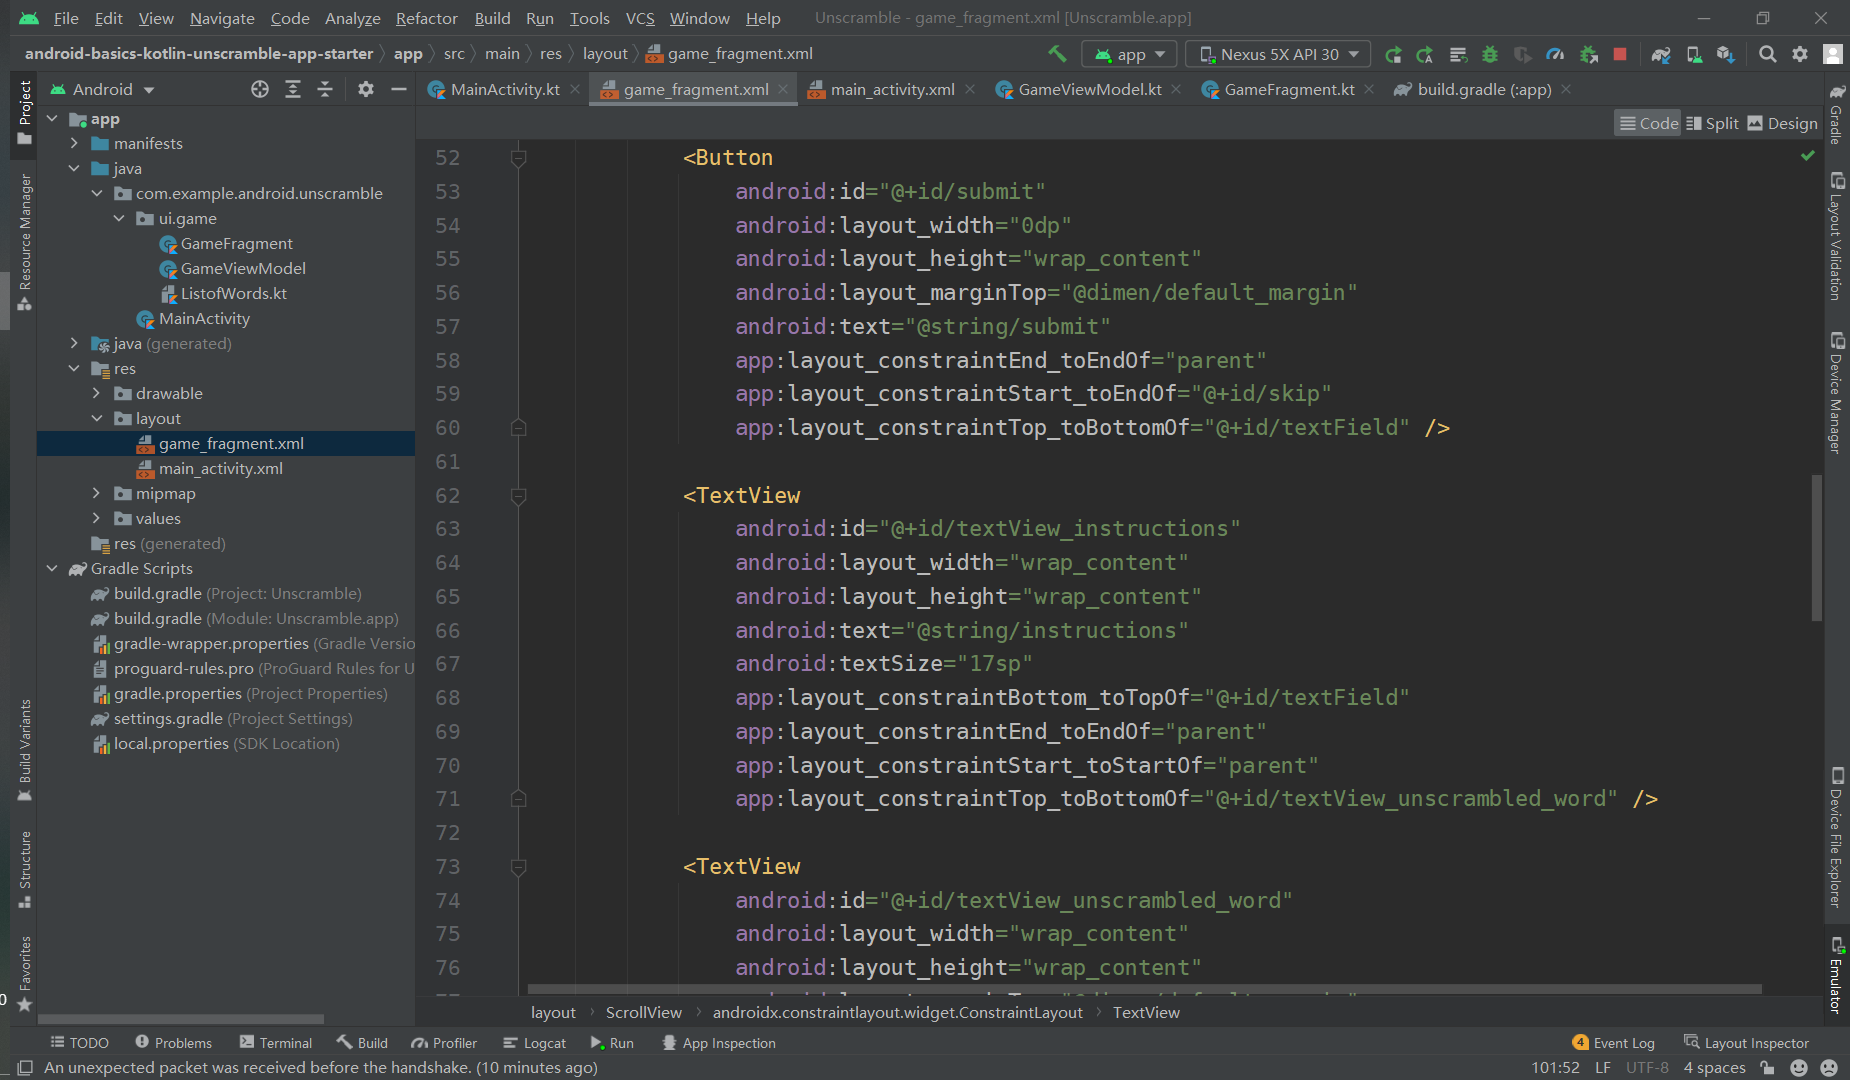 File Edit View Navigate Code Analyze Refactor Build Run Tools VCS Window Help Unscramble - game_fragment.xml [Unscramble.app]
android-basics-kotlin-unscramble-app-starter app src main res layout game_fragment.xml app Nexus 5X API 30
Android MainActivity.kt game_fragment.xml main_activity.xml GameViewModel.kt GameFragment.kt build.gradle (:app)
Code Split Design
Project
Resource Manager
Build Variants
Structure
Favorites
app
manifests
java
com.example.android.unscramble
ui.game
GameFragment
GameViewModel
ListofWords.kt
MainActivity
java (generated)
res
drawable
layout
game_fragment.xml
main_activity.xml
mipmap
values
res (generated)
Gradle Scripts
build.gradle (Project: Unscramble)
build.gradle (Module: Unscramble.app)
gradle-wrapper.properties (Gradle Versio
proguard-rules.pro (ProGuard Rules for U
gradle.properties (Project Properties)
settings.gradle (Project Settings)
local.properties (SDK Location)
52 <Button
53 android:id="@+id/submit"
54 android:layout_width="0dp"
55 android:layout_height="wrap_content"
56 android:layout_marginTop="@dimen/default_margin"
57 android:text="@string/submit"
58 app:layout_constraintEnd_toEndOf="parent"
59 app:layout_constraintStart_toEndOf="@+id/skip"
60 app:layout_constraintTop_toBottomOf="@+id/textField" />
61
62 <TextView
63 android:id="@+id/textView_instructions"
64 android:layout_width="wrap_content"
65 android:layout_height="wrap_content"
66 android:text="@string/instructions"
67 android:textSize="17sp"
68 app:layout_constraintBottom_toTopOf="@+id/textField"
69 app:layout_constraintEnd_toEndOf="parent"
70 app:layout_constraintStart_toStartOf="parent"
71 app:layout_constraintTop_toBottomOf="@+id/textView_unscrambled_word" />
72
73 <TextView
74 android:id="@+id/textView_unscrambled_word"
75 android:layout_width="wrap_content"
76 android:layout_height="wrap_content"
Gradle
Layout Validation
Device Manager
Device File Explorer
Emulator
layout ScrollView androidx.constraintlayout.widget.ConstraintLayout TextView
TODO Problems Terminal Build Profiler Logcat Run App Inspection 4 Event Log Layout Inspector
An unexpected packet was received before the handshake. (10 minutes ago) 101:52 LF UTF-8 4 spaces